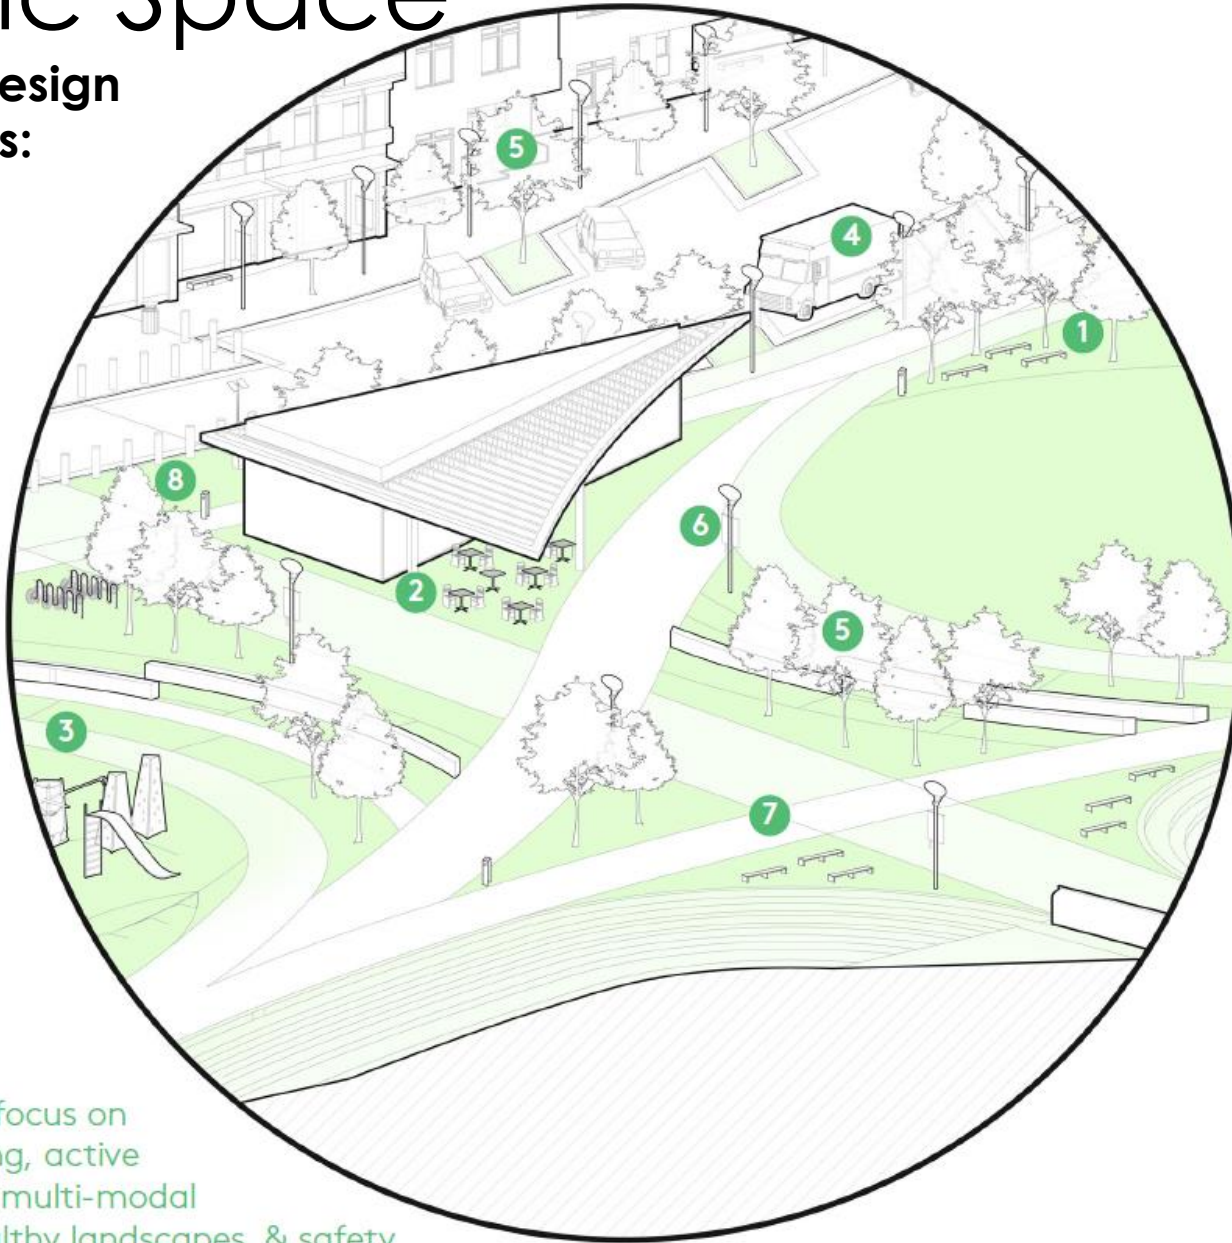 ic Space
esign
s:
5
4
1
8
6
2
5
3
7
focus on
ng, active
multi-modal
lthy landscapes, & safety